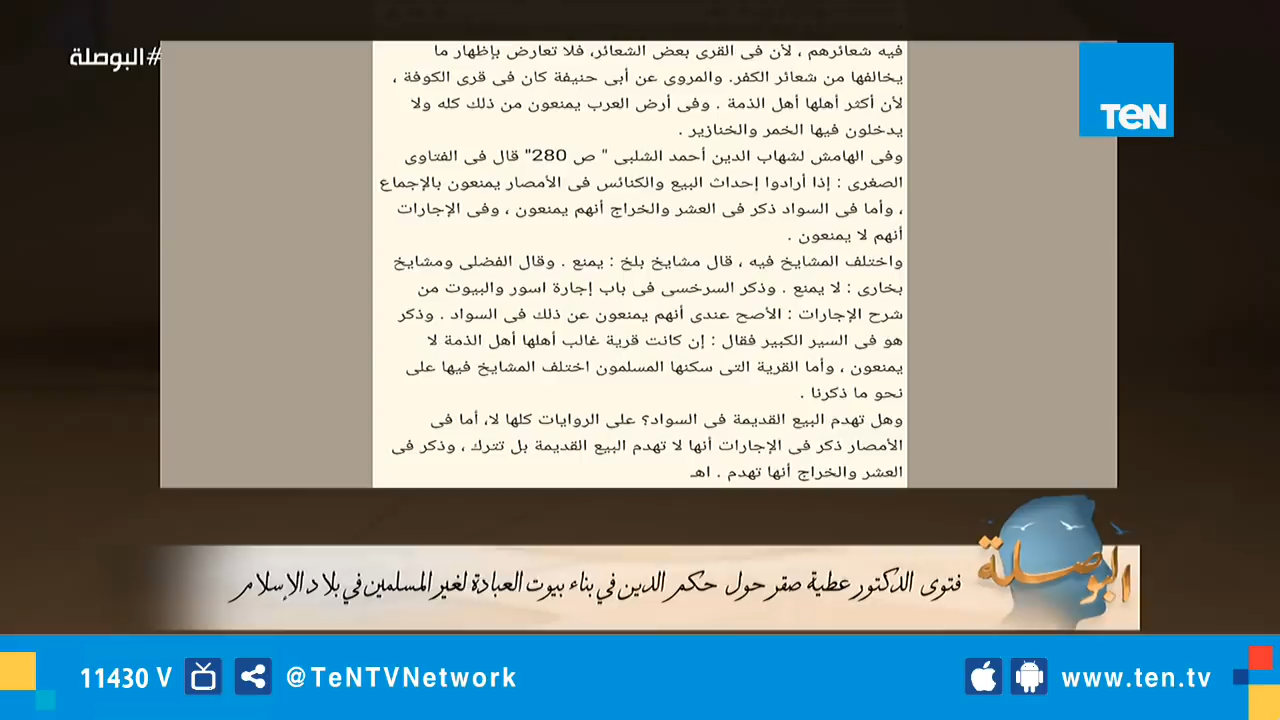 #البوصلة
TEN
فيه شعائرهم ، لأن فى القرى بعض الشعائر، فلا تعارض بإظهار ما
يخالفها من شعائر الكفر. والمروى عن أبى حنيفة كان فى قرى الكوفة ،
لأن أكثر أهلها أهل الذمة . وفى أرض العرب يمنعون من ذلك كله ولا
يدخلون فيها الخمر والخنازير .
وفى الهامش لشهاب الدين أحمد الشلبى " ص 280" قال فى الفتاوى
الصغرى : إذا أرادوا إحداث البيع والكنائس فى الأمصار يمنعون بالإجماع
، وأما فى السواد ذكر فى العشر والخراج أنهم يمنعون ، وفى الإجارات
أنهم لا يمنعون .
واختلف المشايخ فيه ، قال مشايخ بلخ : يمنع . وقال الفضلى ومشايخ
بخارى : لا يمنع . وذكر السرخسى فى باب إجارة اسور والبيوت من
شرح الإجارات : الأصح عندى أنهم يمنعون عن ذلك فى السواد . وذكر
هو فى السير الكبير فقال : إن كانت قرية غالب أهلها أهل الذمة لا
يمنعون ، وأما القرية التى سكنها المسلمون اختلف المشايخ فيها على
نحو ما ذكرنا .
وهل تهدم البيع القديمة فى السواد؟ على الروايات كلها لا، أما فى
الأمصار ذكر فى الإجارات أنها لا تهدم البيع القديمة بل تترك ، وذكر فى
العشر والخراج أنها تهدم . اهـ
البوصلة
فتوى الدكتور عطية صقر حول حكم الدين في بناء بيوت العبادة لغير المسلمين في بلاد الإسلام
11430 V
@TeNTVNetwork
www.ten.tv